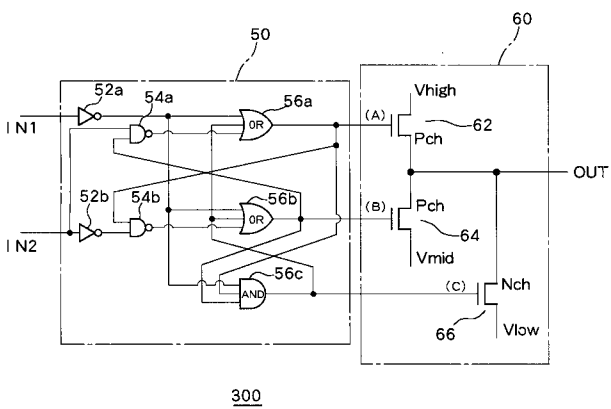 50
60
52a
54a
56a
IN1
OR
(A)
Vhigh
62
Pch
OUT
52b
54b
56b
IN2
OR
(B)
Pch
64
Vmid
56c
AND
(C)
Nch
66
Vlow
300